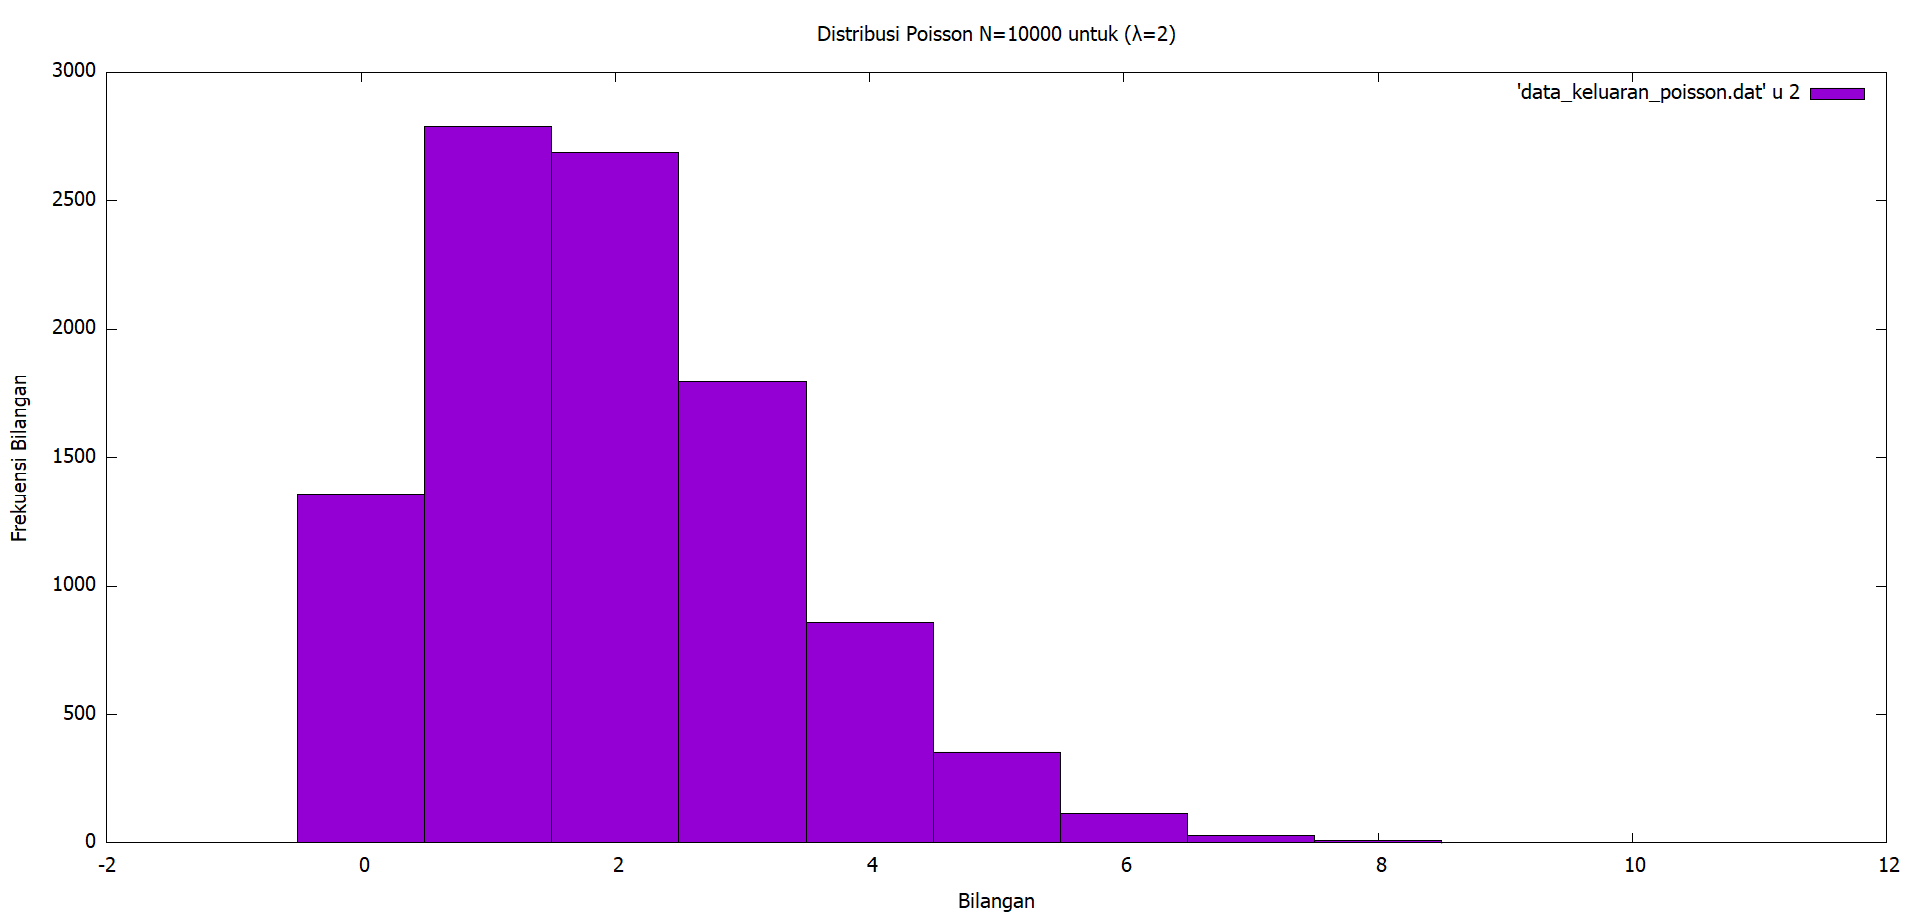 Distribusi Poisson N=10000 untuk (λ=2)
'data_keluaran_poisson.dat' u 2
3000
2500
2000
1500
1000
500
0
Frekuensi Bilangan
-2 0 2 4 6 8 10 12
Bilangan